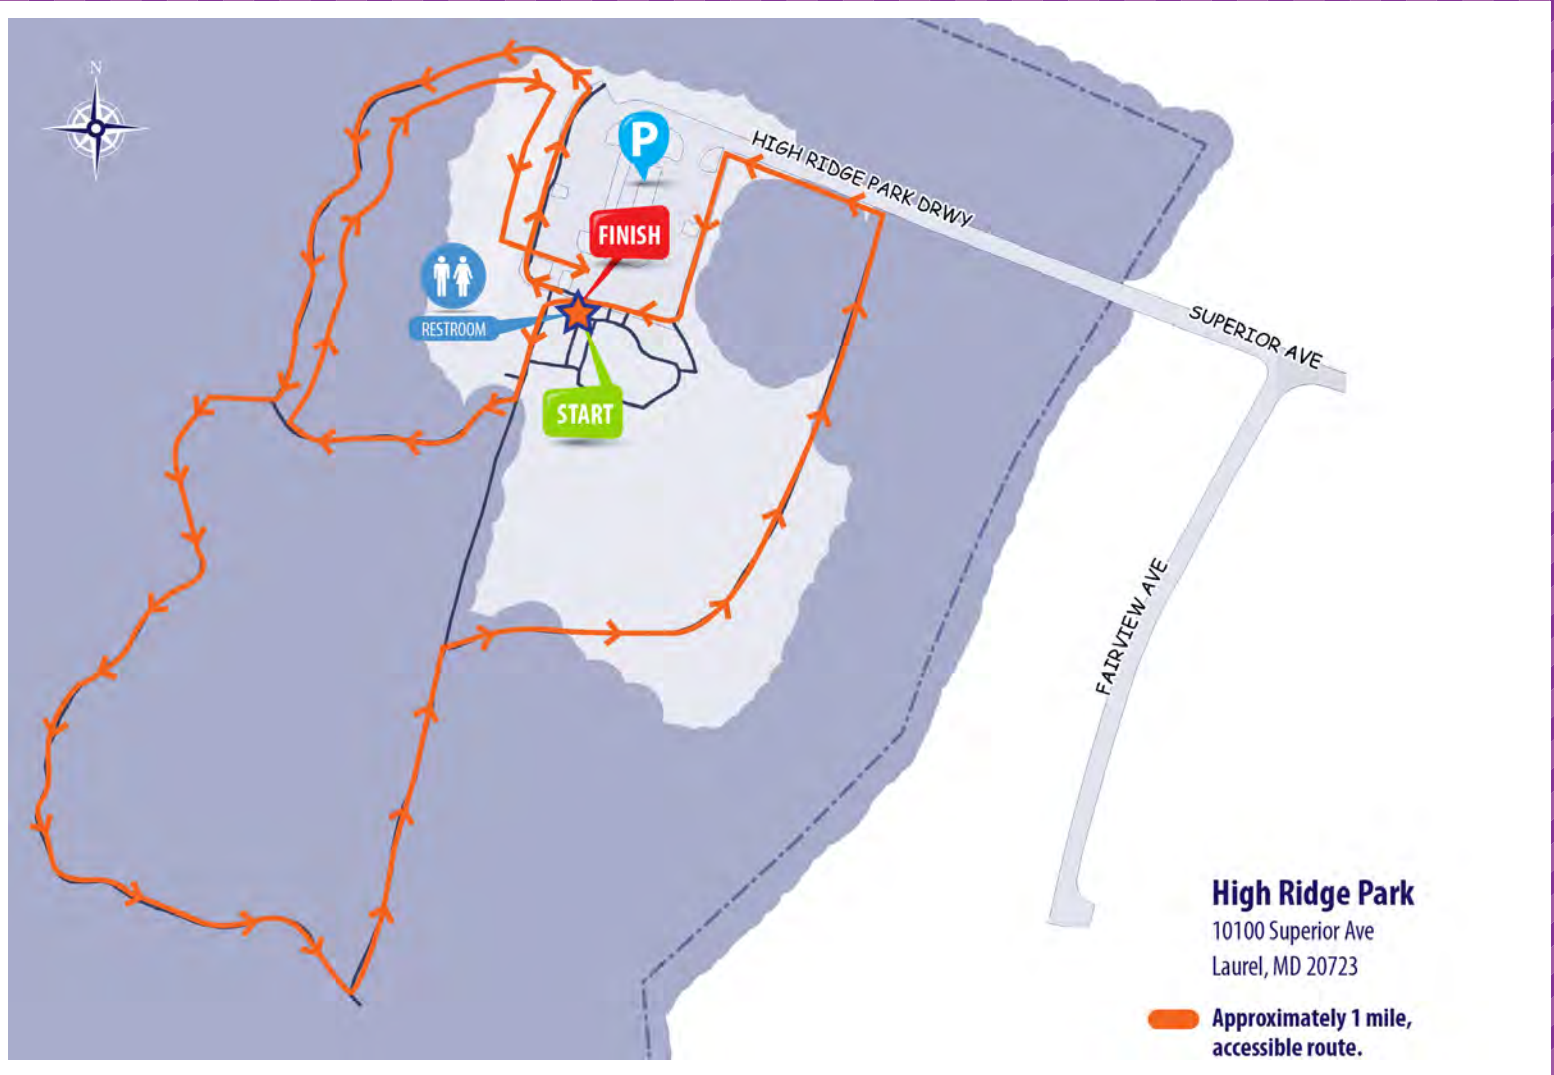 N
P
HIGH RIDGE PARK DRWY
FINISH
RESTROOM
SUPERIOR AVE
START
FAIRVIEW AVE
High Ridge Park
10100 Superior Ave
Laurel, MD 20723
Approximately 1 mile,
accessible route.